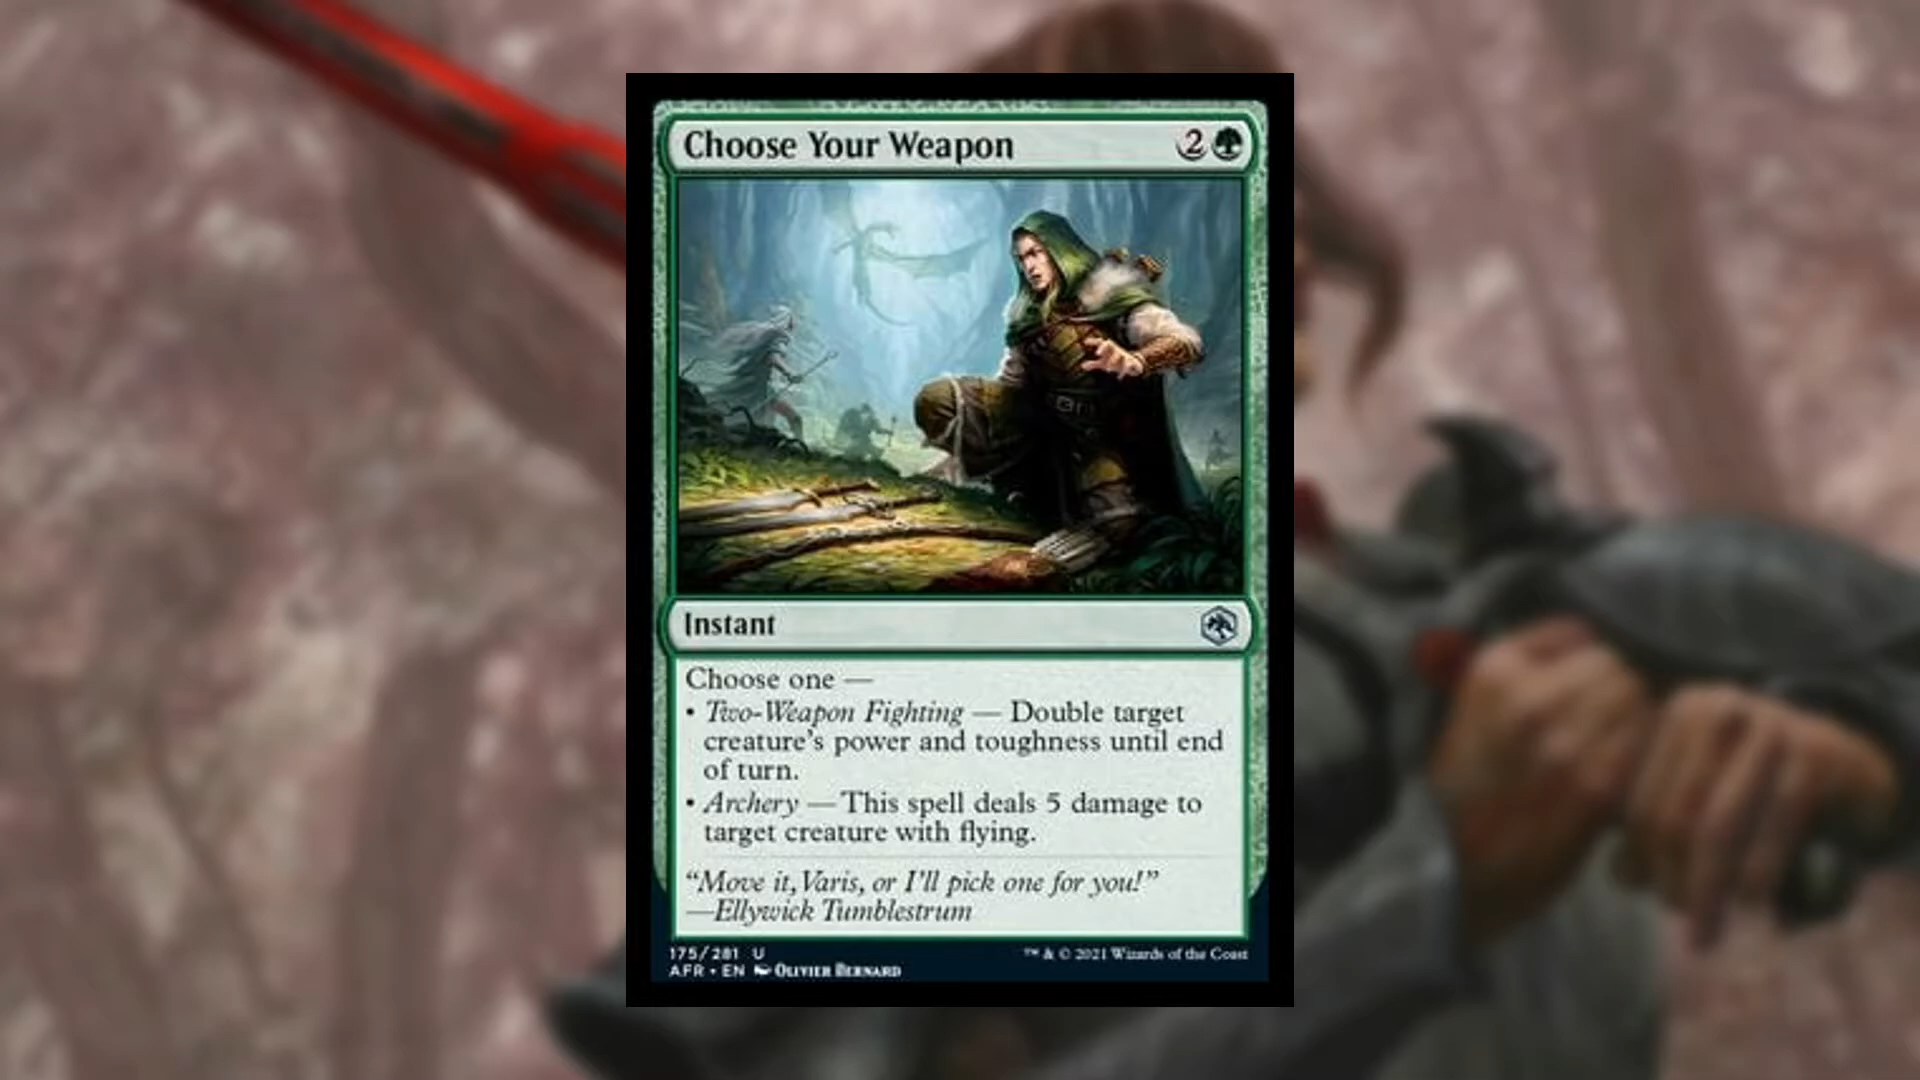 Choose Your Weapon 2
Instant
Choose one —
• Two-Weapon Fighting — Double target
creature's power and toughness until end
of turn.
• Archery — This spell deals 5 damage to
target creature with flying.
“Move it, Varis, or I'll pick one for you!”
—Ellywick Tumblestrum
175/281 U
™ & © 2021 Wizards of the Coast
AFR • EN Olivier Bernard